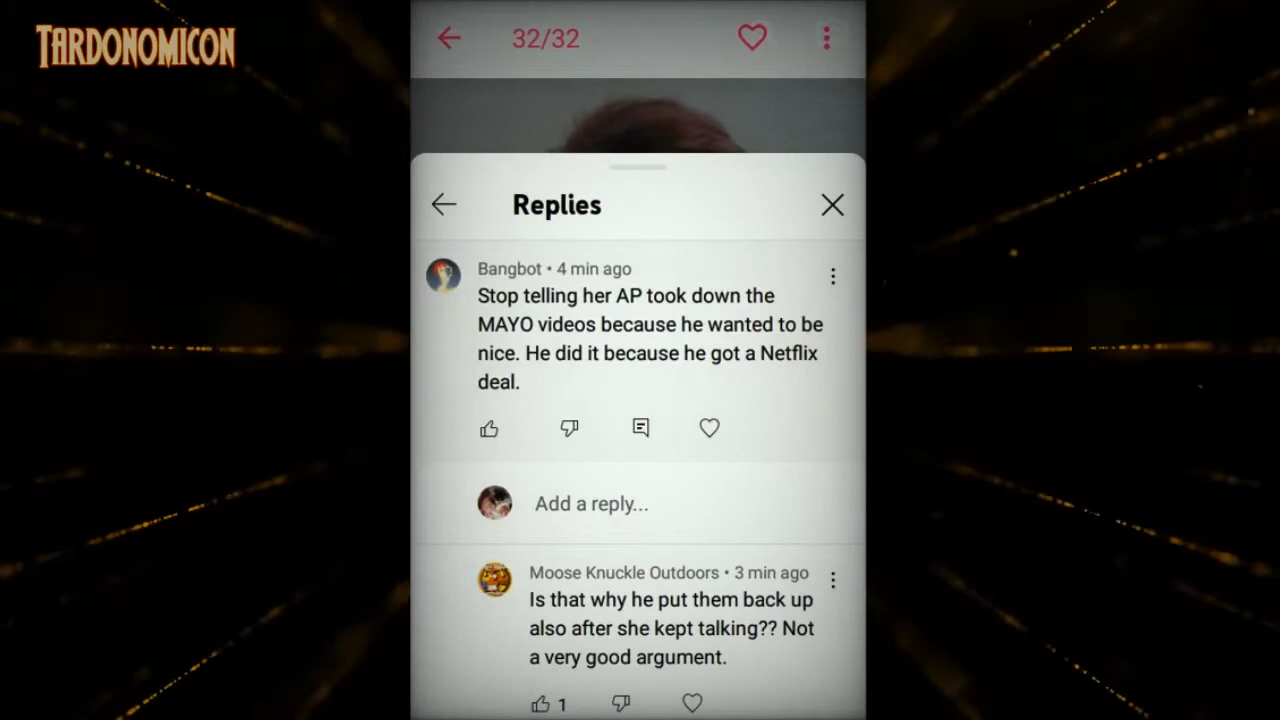 TARDONOMICON
32/32
Replies
Bangbot • 4 min ago
Stop telling her AP took down the
MAYO videos because he wanted to be
nice. He did it because he got a Netflix
deal.
Add a reply...
Moose Knuckle Outdoors • 3 min ago
Is that why he put them back up
also after she kept talking?? Not
a very good argument.
1